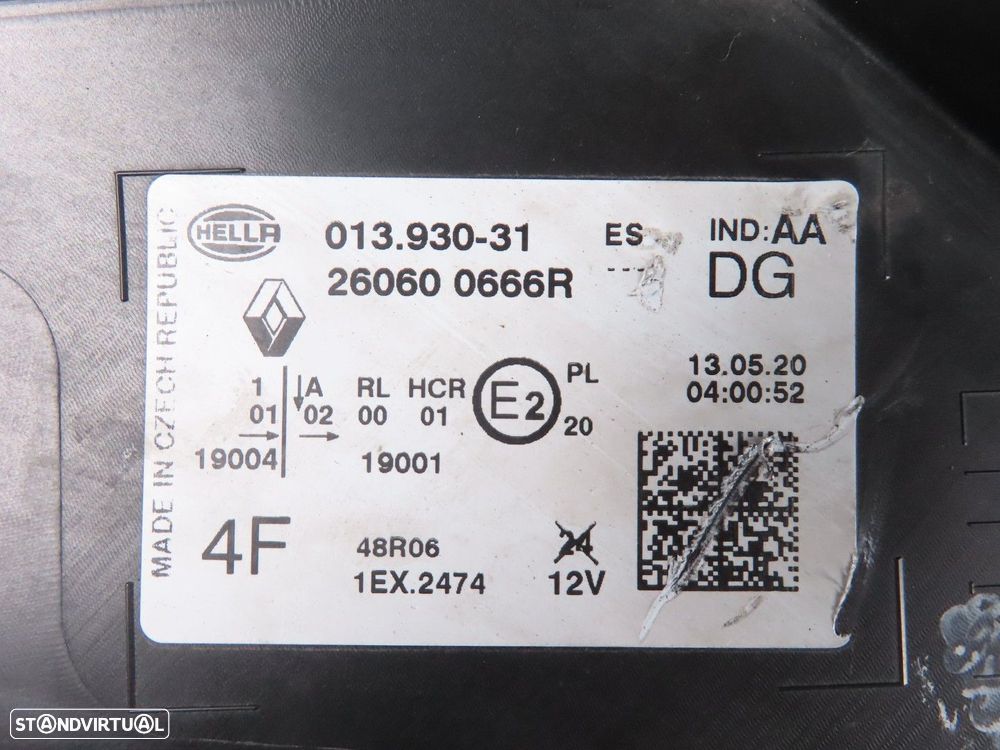 HELLA
013.930-31
ES
IND:AA
26060 0666R
DG
MADE IN CZECH REPUBLIC
13.05.20
04:00:52
1 A RL HCR E2 PL
01 02 00 01 20
19004 19001
4F
48R06
24
1EX.2474
12V
STANDVIRTUAL